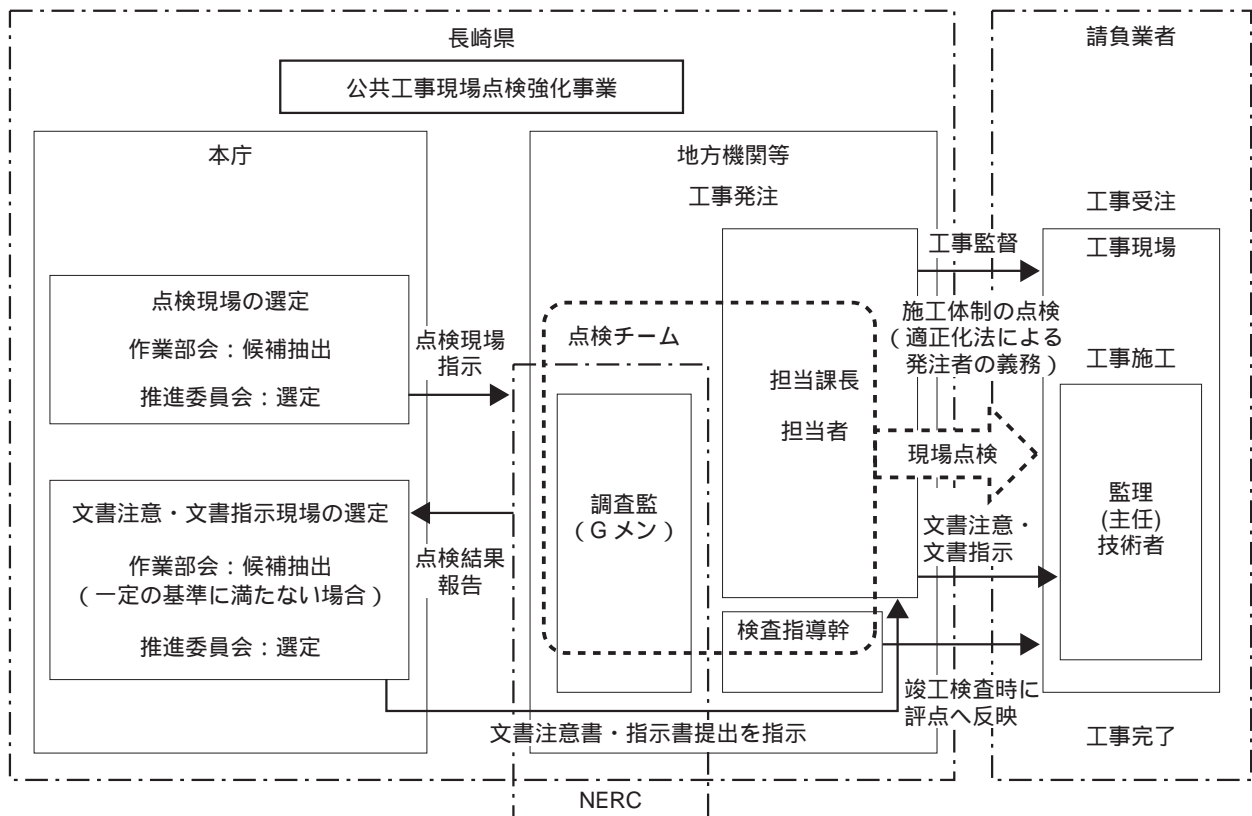 長崎県
公共工事現場点検強化事業
本庁
点検現場の選定
作業部会：候補抽出
推進委員会：選定
文書注意・文書指示現場の選定
作業部会：候補抽出
（一定の基準に満たない場合）
推進委員会：選定
点検現場
指示
点検結果
報告
文書注意書・指示書提出を指示
地方機関等
工事発注
点検チーム
調査監
（Gメン）
担当課長
担当者
検査指導幹
NERC
工事監督
施工体制の点検
（適正化法による
発注者の義務）
現場点検
文書注意・
文書指示
竣工検査時に
評点へ反映
請負業者
工事受注
工事現場
工事施工
監理
(主任)
技術者
工事完了